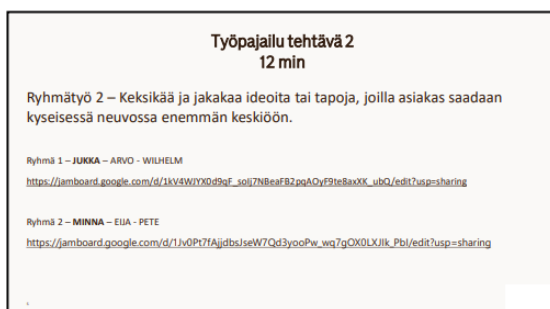 Työpajailu tehtävä 2
12 min
Ryhmätyö 2 – Keksikää ja jakakaa ideoita tai tapoja, joilla asiakas saadaan
kyseisessä neuvossa enemmän keskiöön.
Ryhmä 1 – JUKKA – ARVO - WILHELM
https://jamboard.google.com/d/1kV4WJYX0d9qF_soIj7NBeaFB2pqAOyF9te8axXK_ubQ/edit?usp=sharing
Ryhmä 2 – MINNA – EIJA - PETE
https://jamboard.google.com/d/1Jv0Pt7fAjjdbsJseW7Qd3yooPw_wq7gOX0LXJIk_PbI/edit?usp=sharing